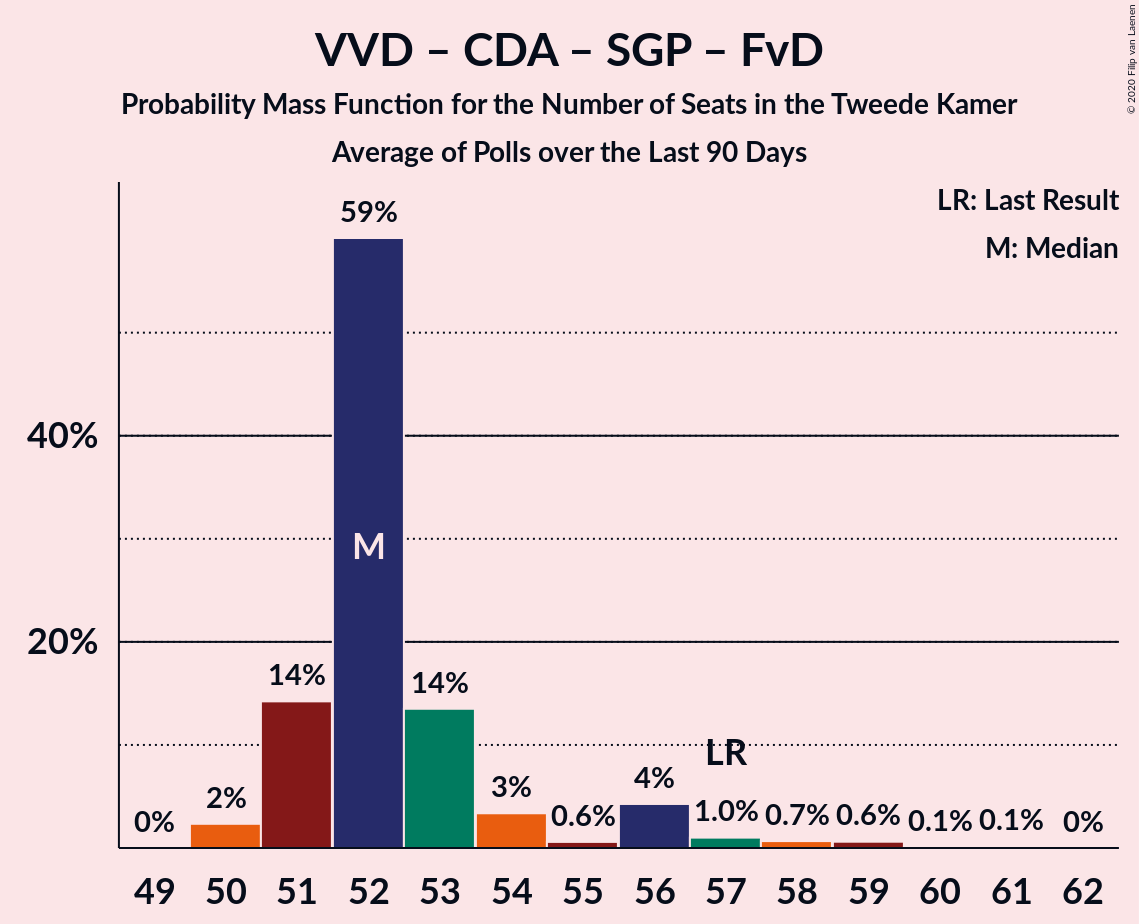 VVD – CDA – SGP – FvD
Probability Mass Function for the Number of Seats in the Tweede Kamer
Average of Polls over the Last 90 Days
© 2020 Filip van Laenen
LR: Last Result
M: Median
40%
20%
0%
2%
14%
59%
14%
3%
0.6%
4%
1.0%
0.7%
0.6%
0.1%
0.1%
0%
M
LR
49 50 51 52 53 54 55 56 57 58 59 60 61 62